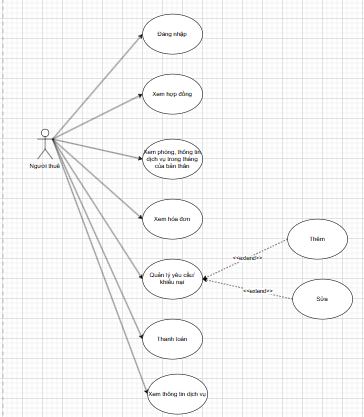 Đăng nhập
Xem hợp đồng
Xem phòng, thông tin
dịch vụ trong tháng
của bản thân
Người thuê
Xem hóa đơn
Thêm
<<extend>>
Quản lý yêu cầu/
khiếu nại
<<extend>>
Sửa
Thanh toán
Xem thông tin dịch vụ